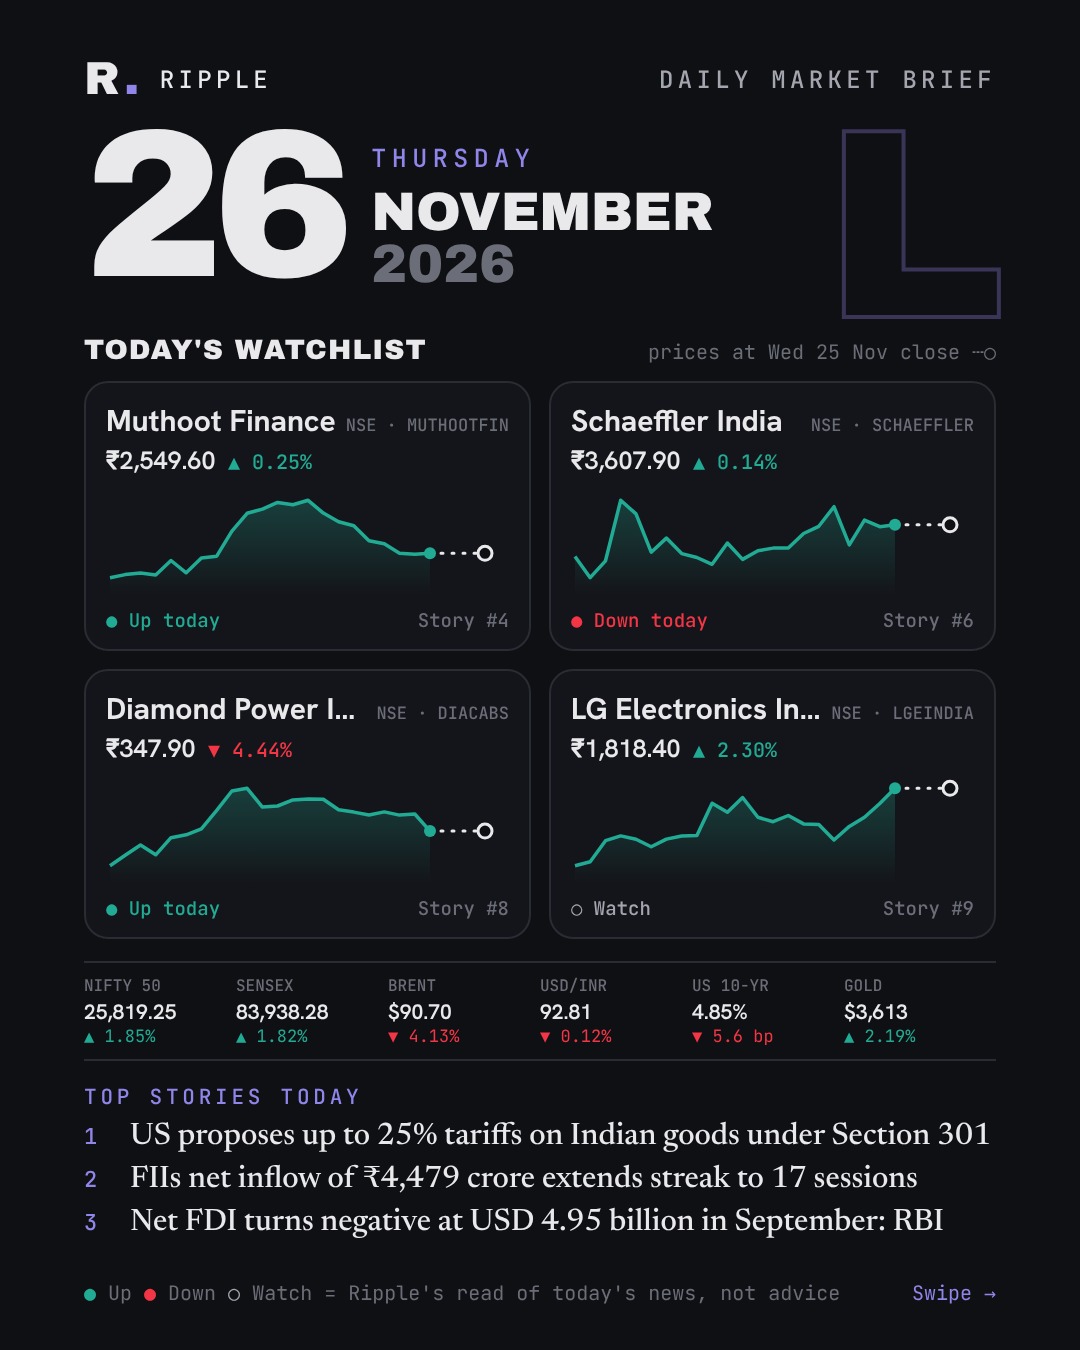 R. RIPPLE
DAILY MARKET BRIEF
26
THURSDAY
NOVEMBER
2026
L
TODAY'S WATCHLIST
prices at Wed 25 Nov close ┄○
Muthoot Finance NSE · MUTHOOTFIN
₹2,549.60 ▲ 0.25%
● Up today Story #4
Schaeffler India NSE · SCHAEFFLER
₹3,607.90 ▲ 0.14%
● Down today Story #6
Diamond Power I... NSE · DIACABS
₹347.90 ▼ 4.44%
● Up today Story #8
LG Electronics In... NSE · LGEINDIA
₹1,818.40 ▲ 2.30%
○ Watch Story #9
NIFTY 50
25,819.25
▲ 1.85%
SENSEX
83,938.28
▲ 1.82%
BRENT
$90.70
▼ 4.13%
USD/INR
92.81
▼ 0.12%
US 10-YR
4.85%
▼ 5.6 bp
GOLD
$3,613
▲ 2.19%
TOP STORIES TODAY
1 US proposes up to 25% tariffs on Indian goods under Section 301
2 FIIs net inflow of ₹4,479 crore extends streak to 17 sessions
3 Net FDI turns negative at USD 4.95 billion in September: RBI
● Up ● Down ○ Watch = Ripple's read of today's news, not advice
Swipe →